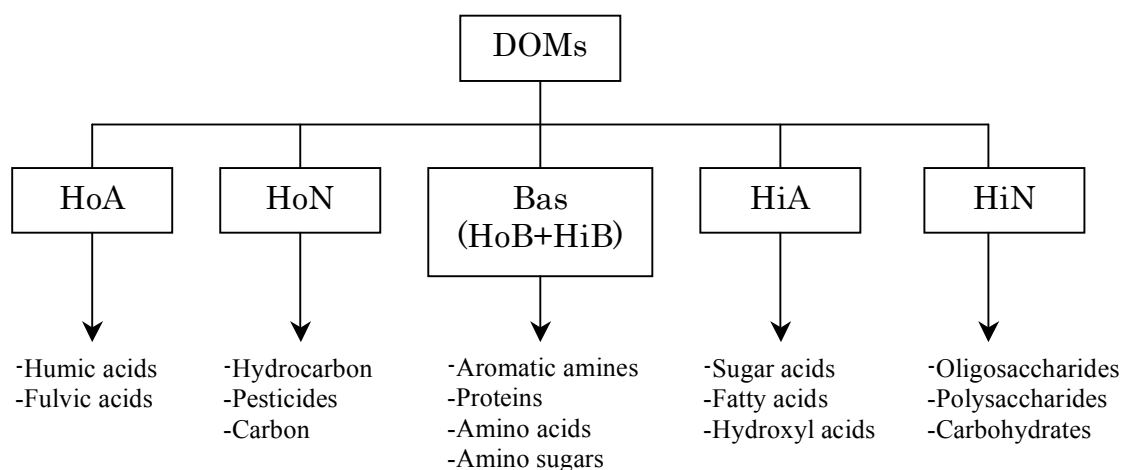 DOMs
HoA
HoN
Bas
(HoB+HiB)
HiA
HiN
-Humic acids
-Fulvic acids
-Hydrocarbon
-Pesticides
-Carbon
-Aromatic amines
-Proteins
-Amino acids
-Amino sugars
-Sugar acids
-Fatty acids
-Hydroxyl acids
-Oligosaccharides
-Polysaccharides
-Carbohydrates